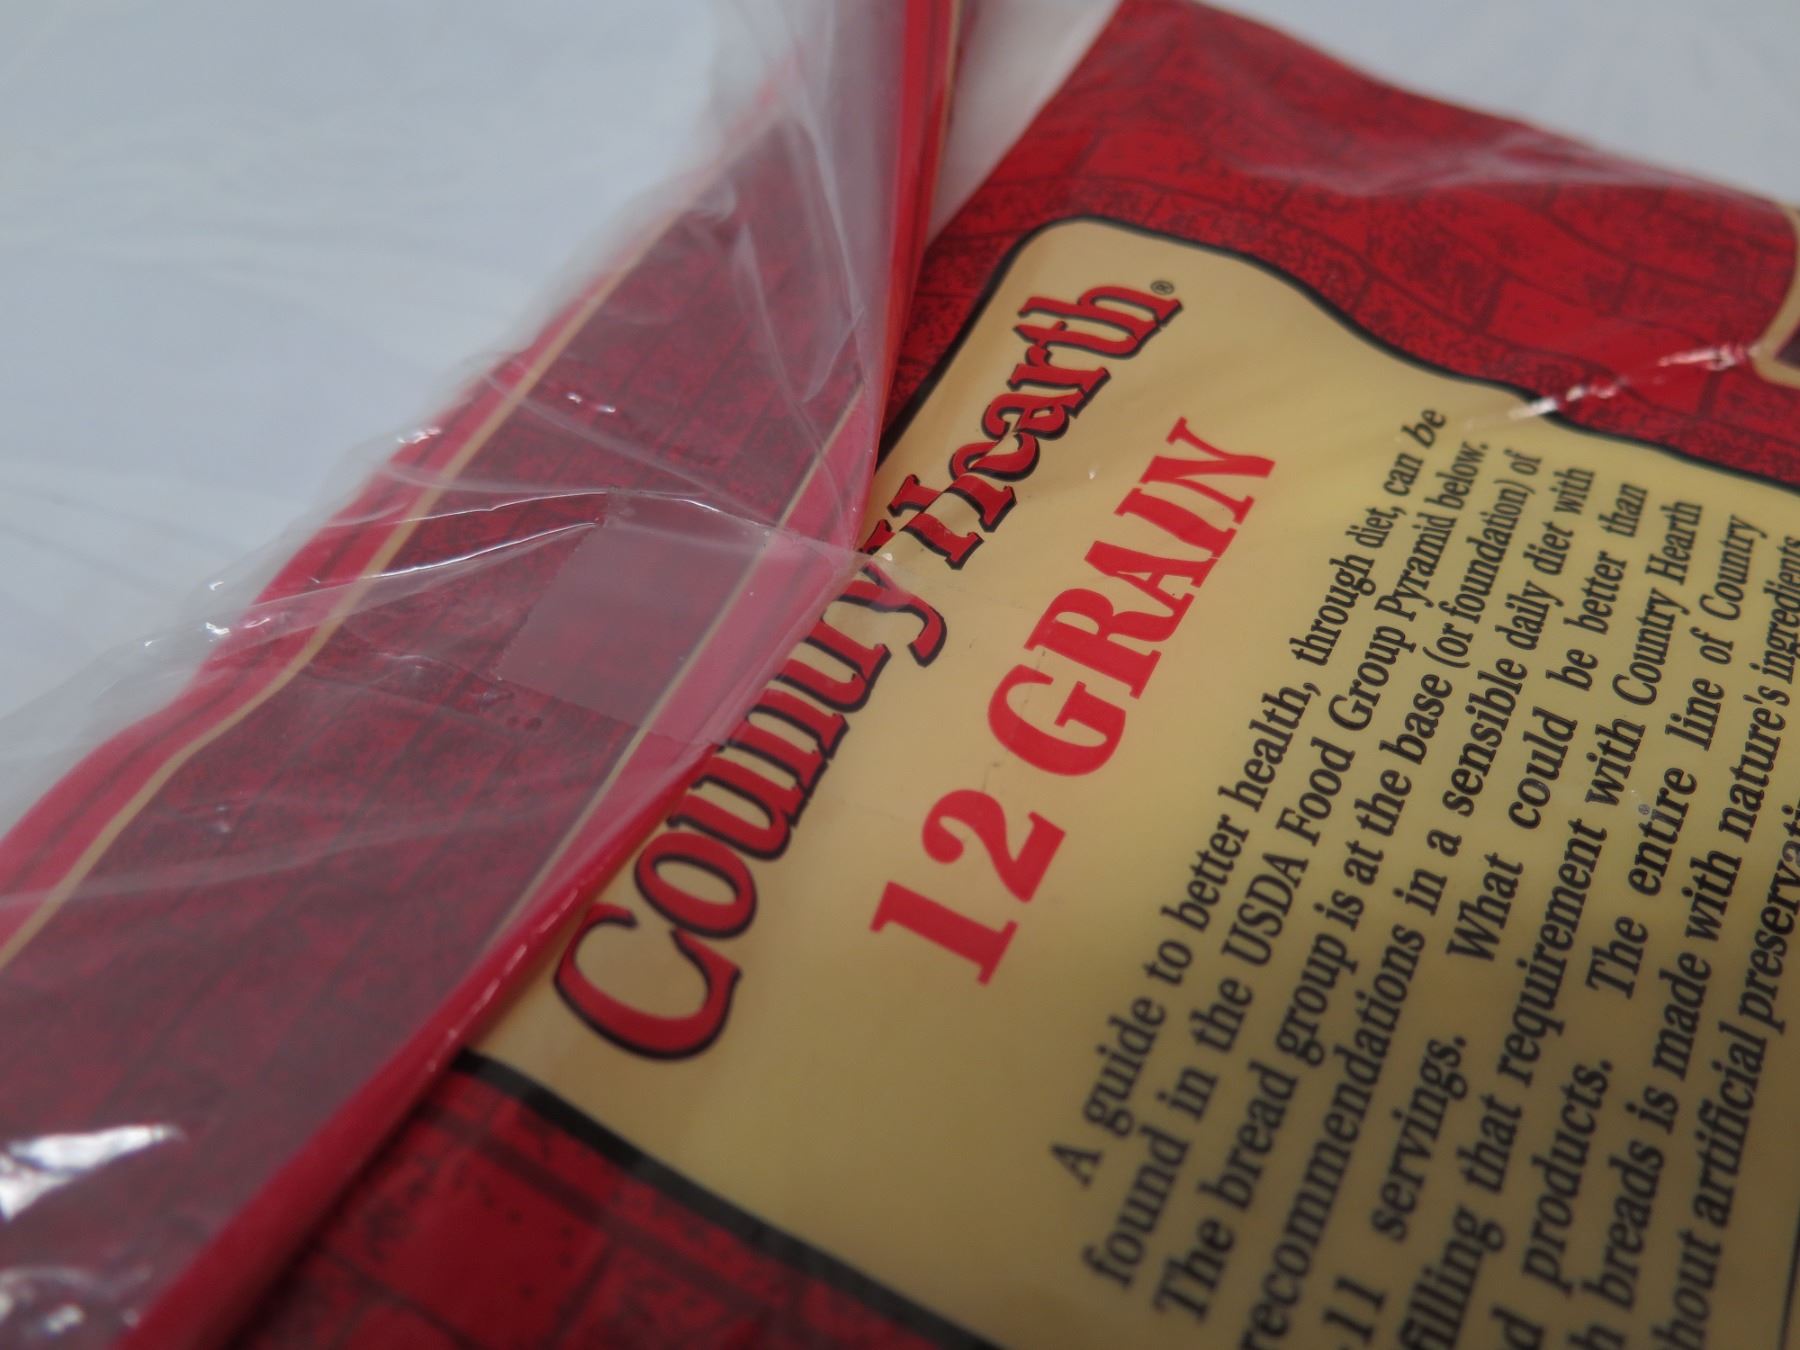 Country Hearth®
12 GRAIN
A guide to better health, through diet, can be
found in the USDA Food Group Pyramid below.
The bread group is at the base (or foundation) of
recommendations in a sensible daily diet with
-11 servings. What could be better than
filling that requirement with Country Hearth
d products. The entire line of Country
h breads is made with nature's ingredients
hout artificial